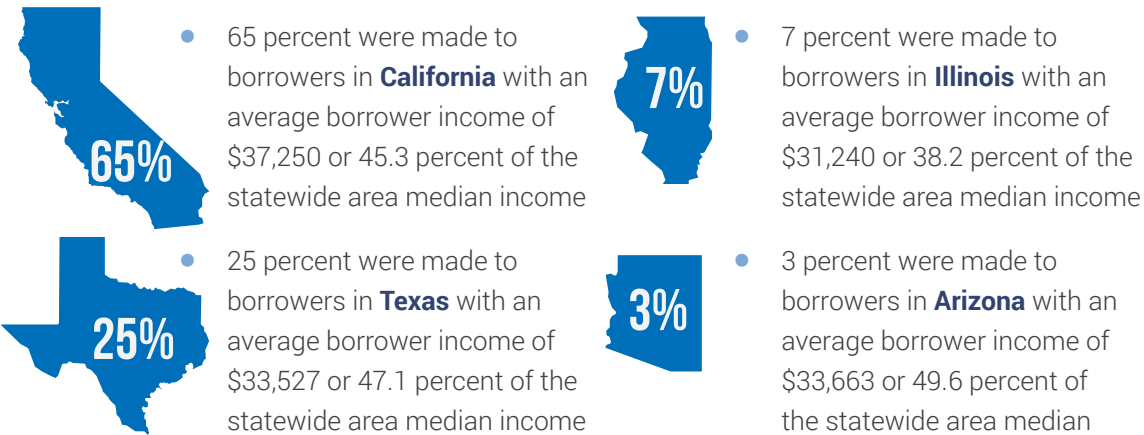 65%
● 65 percent were made to
borrowers in California with an
average borrower income of
$37,250 or 45.3 percent of the
statewide area median income
7%
● 7 percent were made to
borrowers in Illinois with an
average borrower income of
$31,240 or 38.2 percent of the
statewide area median income
25%
● 25 percent were made to
borrowers in Texas with an
average borrower income of
$33,527 or 47.1 percent of the
statewide area median income
3%
● 3 percent were made to
borrowers in Arizona with an
average borrower income of
$33,663 or 49.6 percent of
the statewide area median